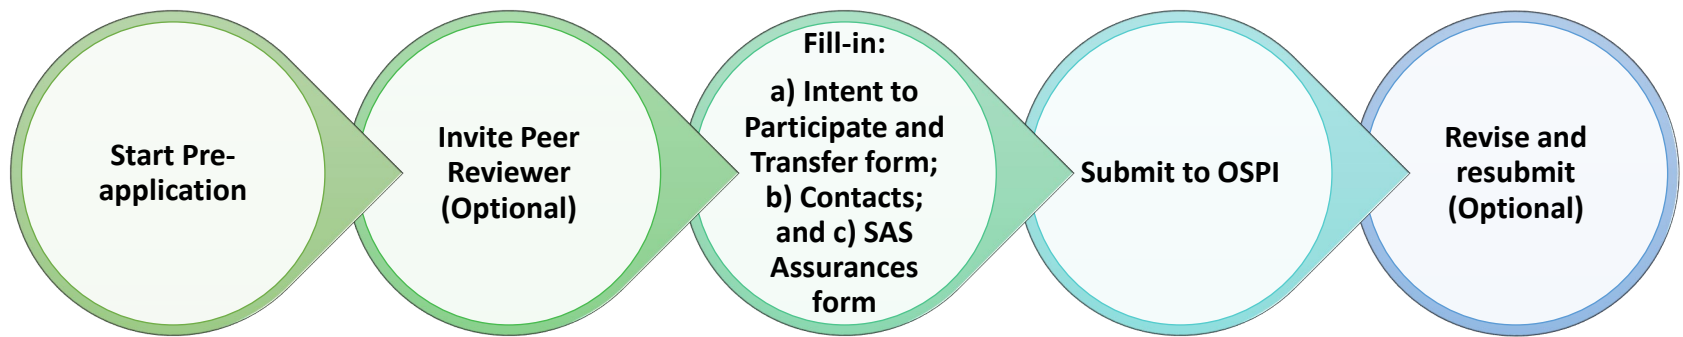 Start Pre-
application
Invite Peer
Reviewer
(Optional)
Fill-in:
a) Intent to
Participate and
Transfer form;
b) Contacts;
and c) SAS
Assurances
form
Submit to OSPI
Revise and
resubmit
(Optional)